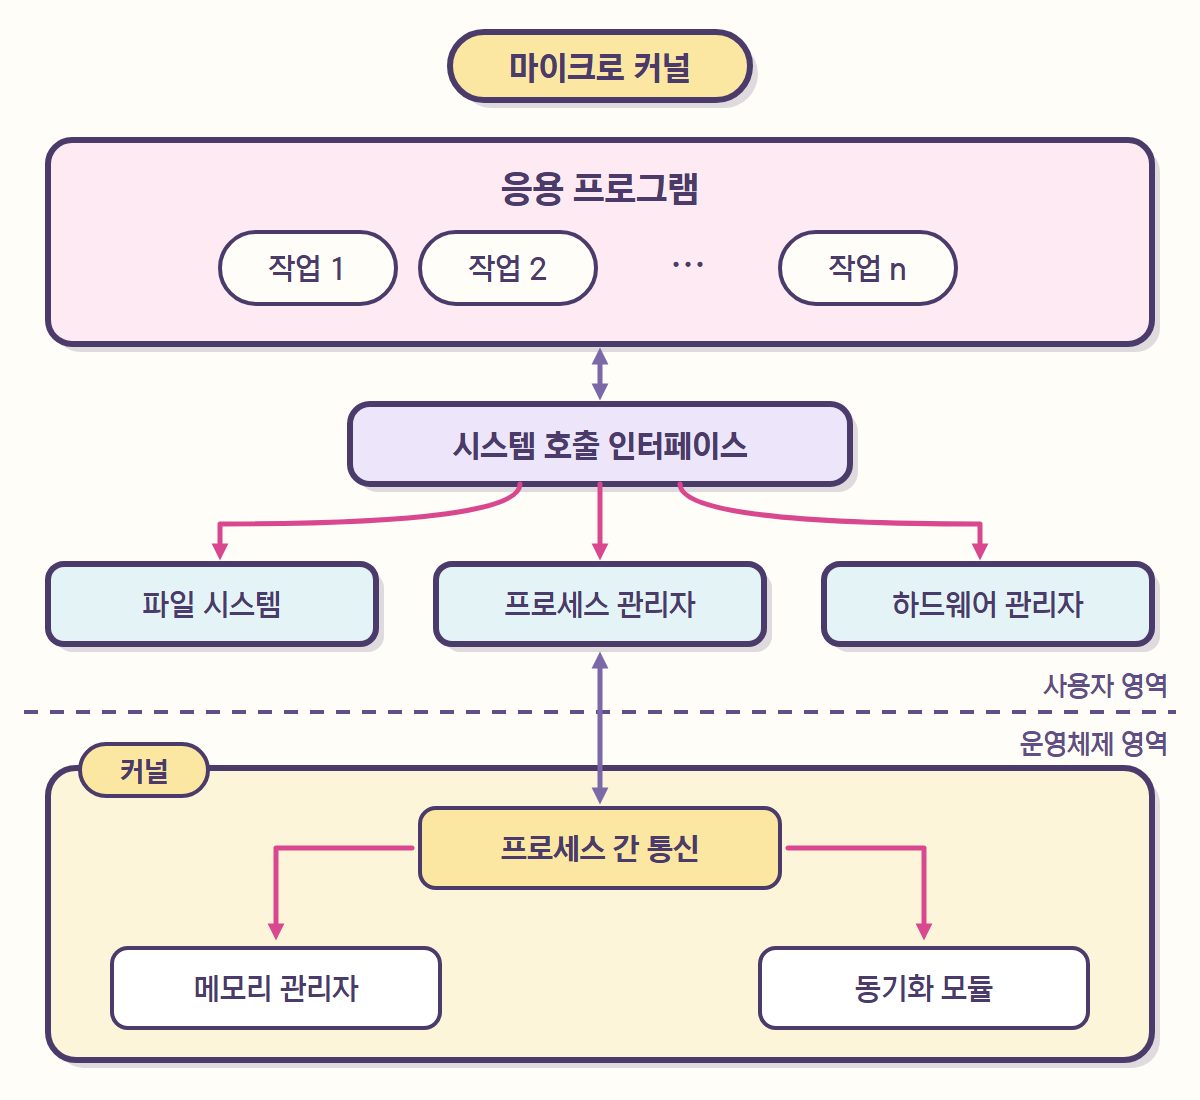 마이크로 커널
응용 프로그램
작업 1
작업 2
...
작업 n
시스템 호출 인터페이스
파일 시스템
프로세스 관리자
하드웨어 관리자
사용자 영역
운영체제 영역
커널
프로세스 간 통신
메모리 관리자
동기화 모듈